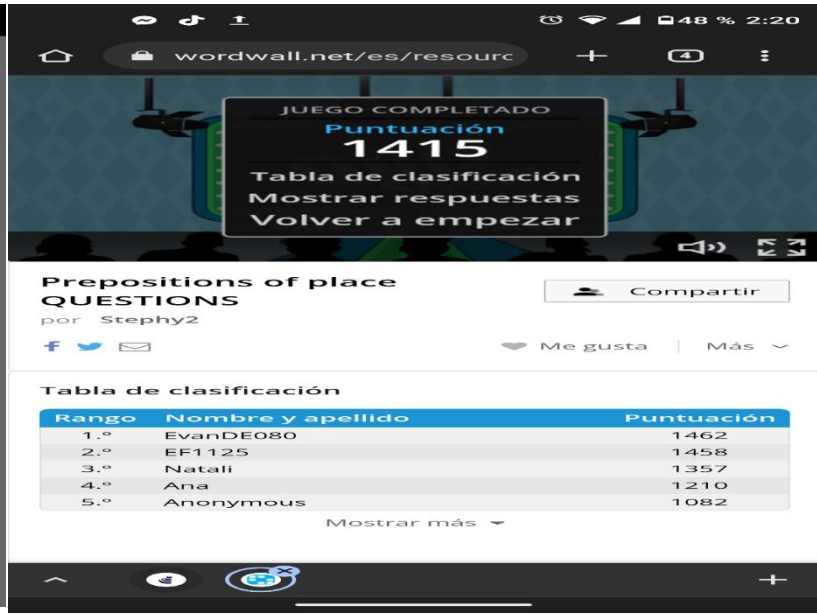 48 % 2:20
wordwall.net/es/resourc
4
JUEGO COMPLETADO
Puntuación
1415
Tabla de clasificación
Mostrar respuestas
Volver a empezar
Prepositions of place
QUESTIONS
Compartir
por Stephy2
Me gusta Más
Tabla de clasificación
Rango Nombre y apellido Puntuación
1.º EvanDE080 1462
2.º EF1125 1458
3.º Natali 1357
4.º Ana 1210
5.º Anonymous 1082
Mostrar más